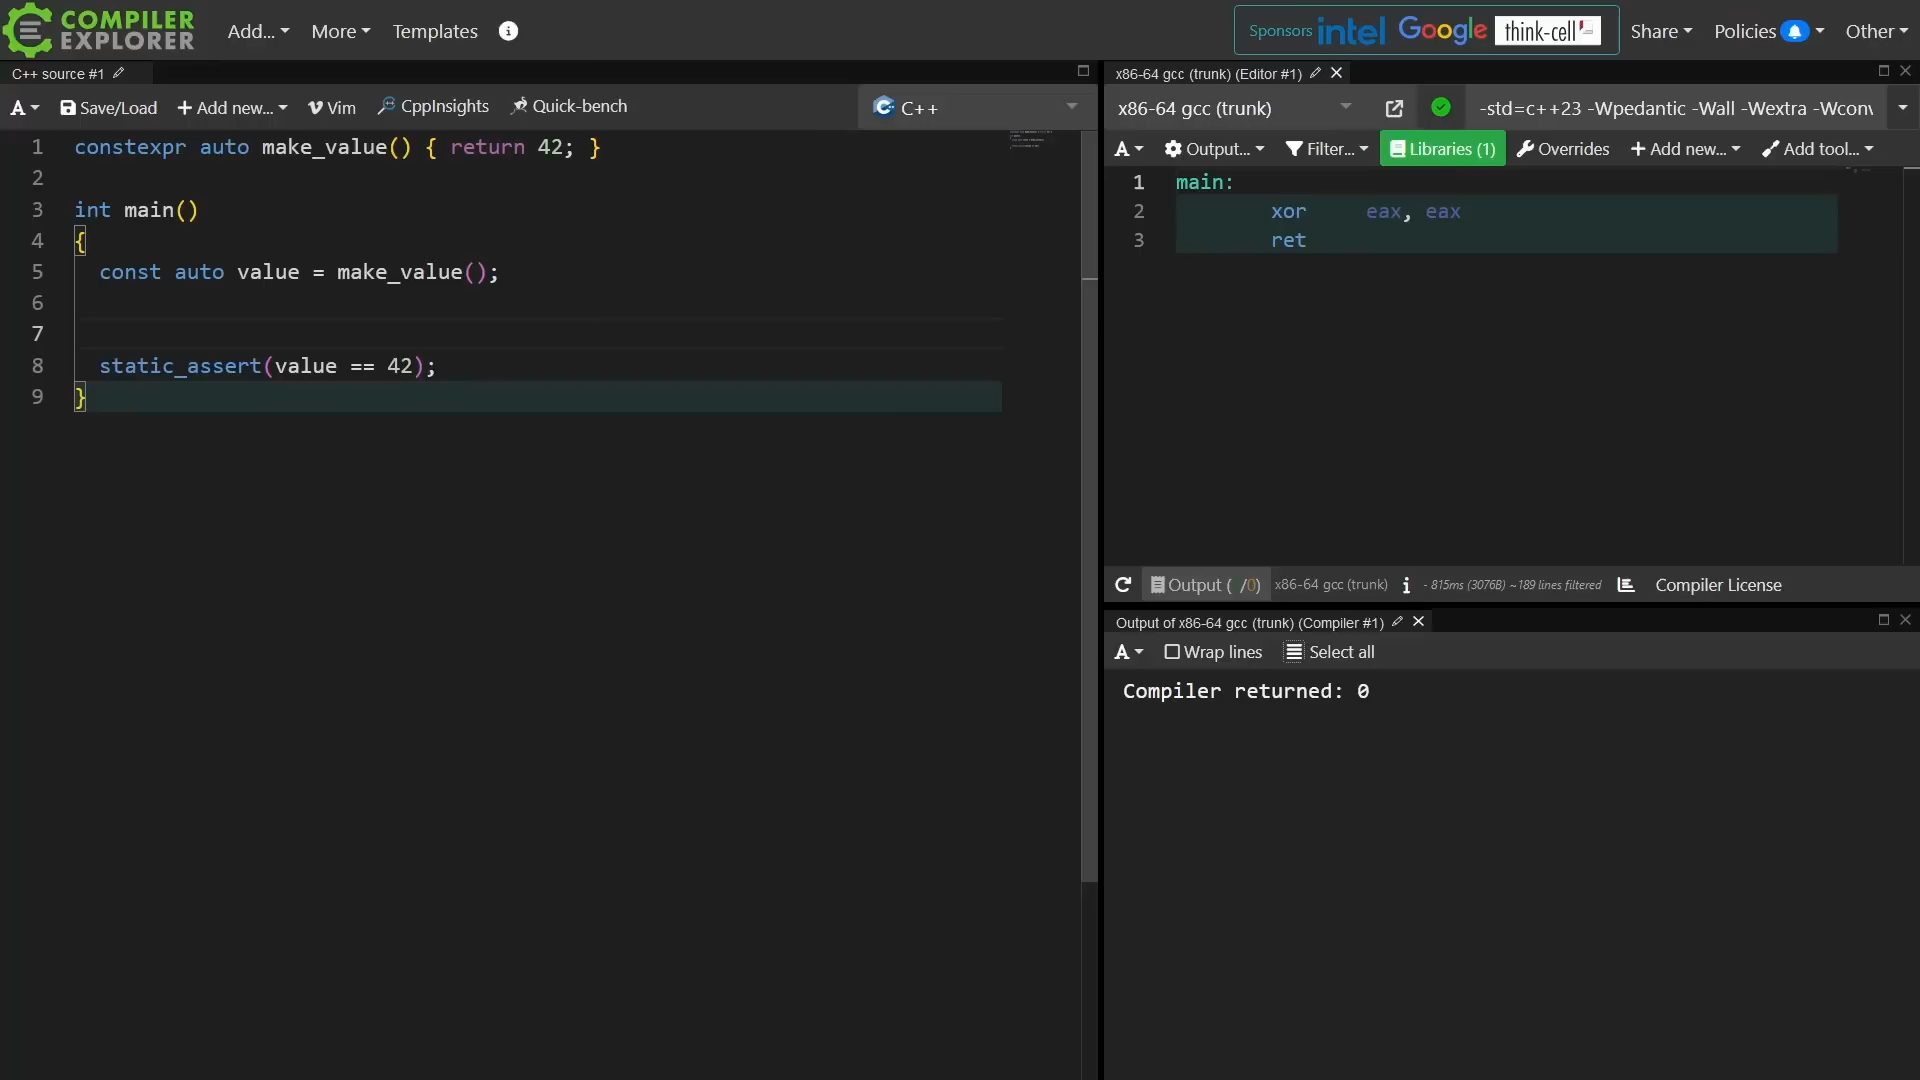 COMPILER EXPLORER Add... More Templates Sponsors intel Google think-cell Share Policies Other
C++ source #1
A Save/Load + Add new... Vim CppInsights Quick-bench C++
1 constexpr auto make_value() { return 42; }
2
3 int main()
4 {
5 const auto value = make_value();
6
7
8 static_assert(value == 42);
9 }
x86-64 gcc (trunk) (Editor #1)
x86-64 gcc (trunk) -std=c++23 -Wpedantic -Wall -Wextra -Wconv
A Output... Filter... Libraries (1) Overrides + Add new... Add tool...
1 main:
2 xor eax, eax
3 ret
Output ( /0) x86-64 gcc (trunk) i - 815ms (3076B) ~189 lines filtered Compiler License
Output of x86-64 gcc (trunk) (Compiler #1)
A Wrap lines Select all
Compiler returned: 0